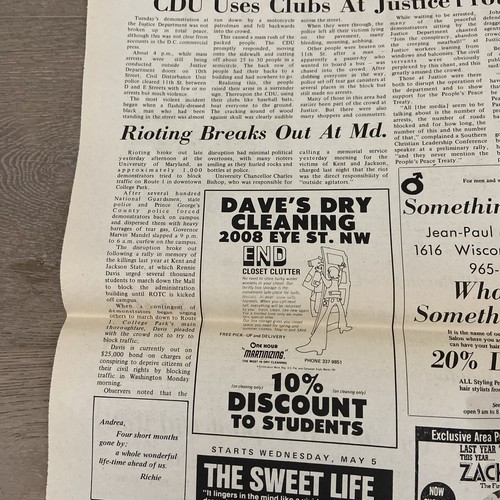 CDU Uses Clubs At Justice
Tuesday's demonstration at
the Justice Department was not
broken up in total peace,
although this was not clear from
accounts in the D.C. commercial
press.
About 4 p.m., while mass
arrests were still being
conducted outside Justice
Department doors on 10th
Street, Civil Disturbance Unit
police cleared 11th St. between
D and E Streets with few or no
arrests but much violence.
The most violent incident
began when a flashily-dressed
black man who had been
standing in the street was almost
run down by a motorcycle
patrolman and fell backwards
into the crowd.
This caused a mass rush of the
packed people. The CDU
promptly responded, moving
into the sidewalk and cutting
off about 25 to 30 people in a
The back row of
people had their backs to a
building and had nowhere to go.
Immediately, the people
raised their arms in a surrender
sign. Thereupon the CDU, using
their clubs like baseball bats,
beat everyone to the ground.
The cracking sound of wood
against skull was clearly audible
across the street.
When they were through, the
police left all their victims lying
on the pavement, many
bleeding, moaning, sobbing.
Other people were beaten on
11th St. after a man
apparently a passer-by who
wanted to board a bus — was
chased into the crowd. Again
clubbing everyone in the way,
police set off tear gas canisters at
several places in the block but
still made no arrests.
Many of those in this area had
earlier been part of the crowd at
Justice. But there were also
many shoppers and commuters.
While waiting to be arrested,
many of the peaceful
demonstrators
Justice Department chanted
"Join the conspiracy" and "Stop
the creeping meatball" at the
Justice workers leaning from
windows and balconies. The civil
servants were obviously
perplexed by this chant, and this
greatly amused the crowd.
Those at Justice were there
both to disrupt the operations of
the department and to show
support for the People's Peace
Treaty.
"All [the media] seem to be
talking about is the number of
arrests, the number of roads
blocked and for how long, the
number of this and the number
of that," complained a Southern
Christian Leadership Conference
"and they never mention the
People's Peace Treaty."
Rioting Breaks Out At Md.
Rioting broke out late
yesterday afternoon at the
University of Maryland, as
approximately 1,000
demonstrators tried to block
traffic on Route 1 in downtown
College Park.
After several hundred
National Guardsmen, state
police and Prince George's
County police forced
demonstrators back on campus
and dispersed them with heavy
barrages of tear gas, Governor
Marvin Mandel slapped a 9 p.m.
to 6 a.m. curfew on the campus.
The disruption broke out
following a rally in memory of
the killings last year at Kent and
Jackson State, at which Rennie
Davis urged several thousand
students to march down the Mall
to block the administration
building until ROTC is kicked
off campus.
When a contingent of
demonstrators began urging
others to march down to Route
1, College Park's main
thoroughfare, Davis pleaded
with the crowd not to try to
block traffic.
Davis is currently out on
$25,000 bond on charges of
conspiring to deprive citizens of
their civil rights by blocking
traffic in Washington Monday
morning.
Observers noted that the
disruption had minimal political
overtones, with many rioters
smiling as they hurled rocks and
bottles at police.
University Chancellor Charles
Bishop, who was responsible for
calling a memorial service
yesterday morning for the
victims of Kent and Jackson,
charged last night that the riot
was the direct responsibility of
"outside agitators."
DAVE'S DRY
CLEANING
2008 EYE ST. NW
END
CLOSET CLUTTER
FREE PICK-UP and DELIVERY
One HOUR
"MARTINIZING"
THE MOST IN DRY CLEANING
PHONE 337-9851
(on cleaning only)
10%
(on cleaning only)
DISCOUNT
TO STUDENTS
For men and
Somethin
Jean-Paul
1616 Wiscon
965-
Wha
Someth
It is the name of
Salon where you
can have your hair
20%
ALL Styling Pe
open 9 am to 8
Andrea,
Four short months
gone by:
a whole wonderful
life-time ahead of us.
Richie
STARTS WEDNESDAY, MAY 5
THE SWEET LIFE
"It lingers in the mind like a
Exclusive Area P
LAST YEAR
THIS YEAR...
ZAC
The Fi
NOW